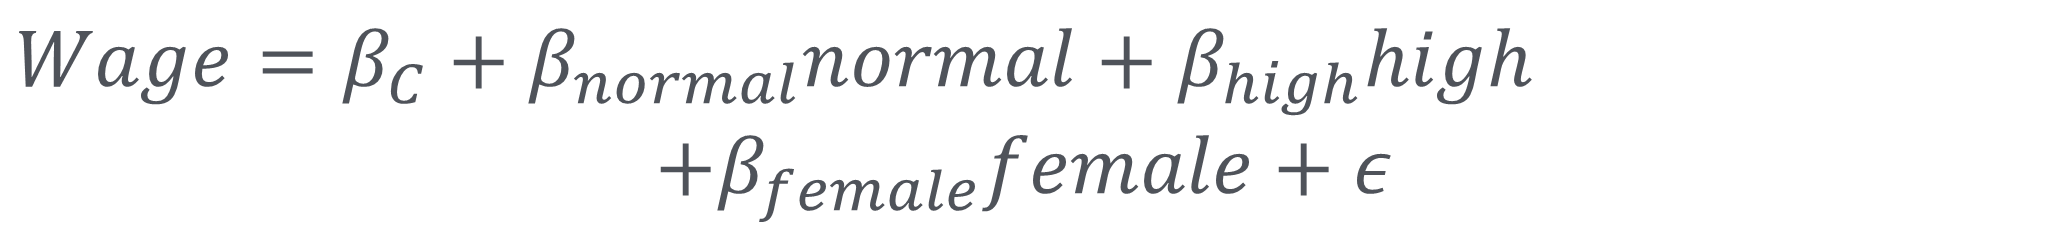 Wage = β_C + β_normal normal + β_high high
+β_female female + ϵ